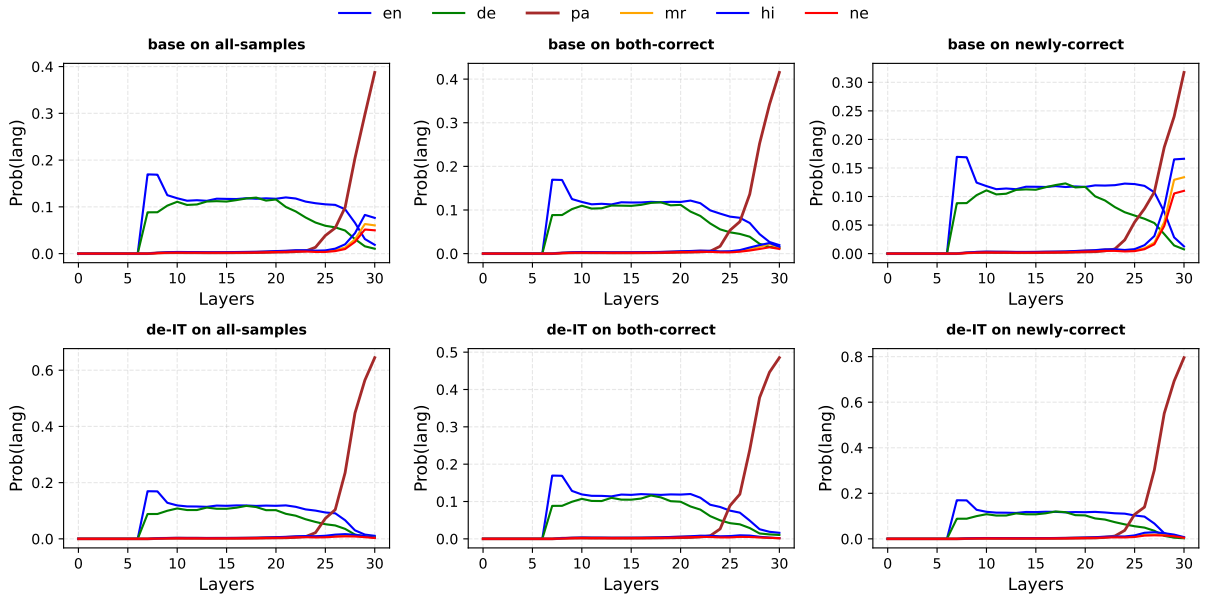 en de pa mr hi ne
base on all-samples
0.4
0.3
0.2
0.1
0.0
Prob(lang)
0 5 10 15 20 25 30
Layers
base on both-correct
0.4
0.3
0.2
0.1
0.0
Prob(lang)
0 5 10 15 20 25 30
Layers
base on newly-correct
0.30
0.25
0.20
0.15
0.10
0.05
0.00
Prob(lang)
0 5 10 15 20 25 30
Layers
de-IT on all-samples
0.6
0.4
0.2
0.0
Prob(lang)
0 5 10 15 20 25 30
Layers
de-IT on both-correct
0.5
0.4
0.3
0.2
0.1
0.0
Prob(lang)
0 5 10 15 20 25 30
Layers
de-IT on newly-correct
0.8
0.6
0.4
0.2
0.0
Prob(lang)
0 5 10 15 20 25 30
Layers